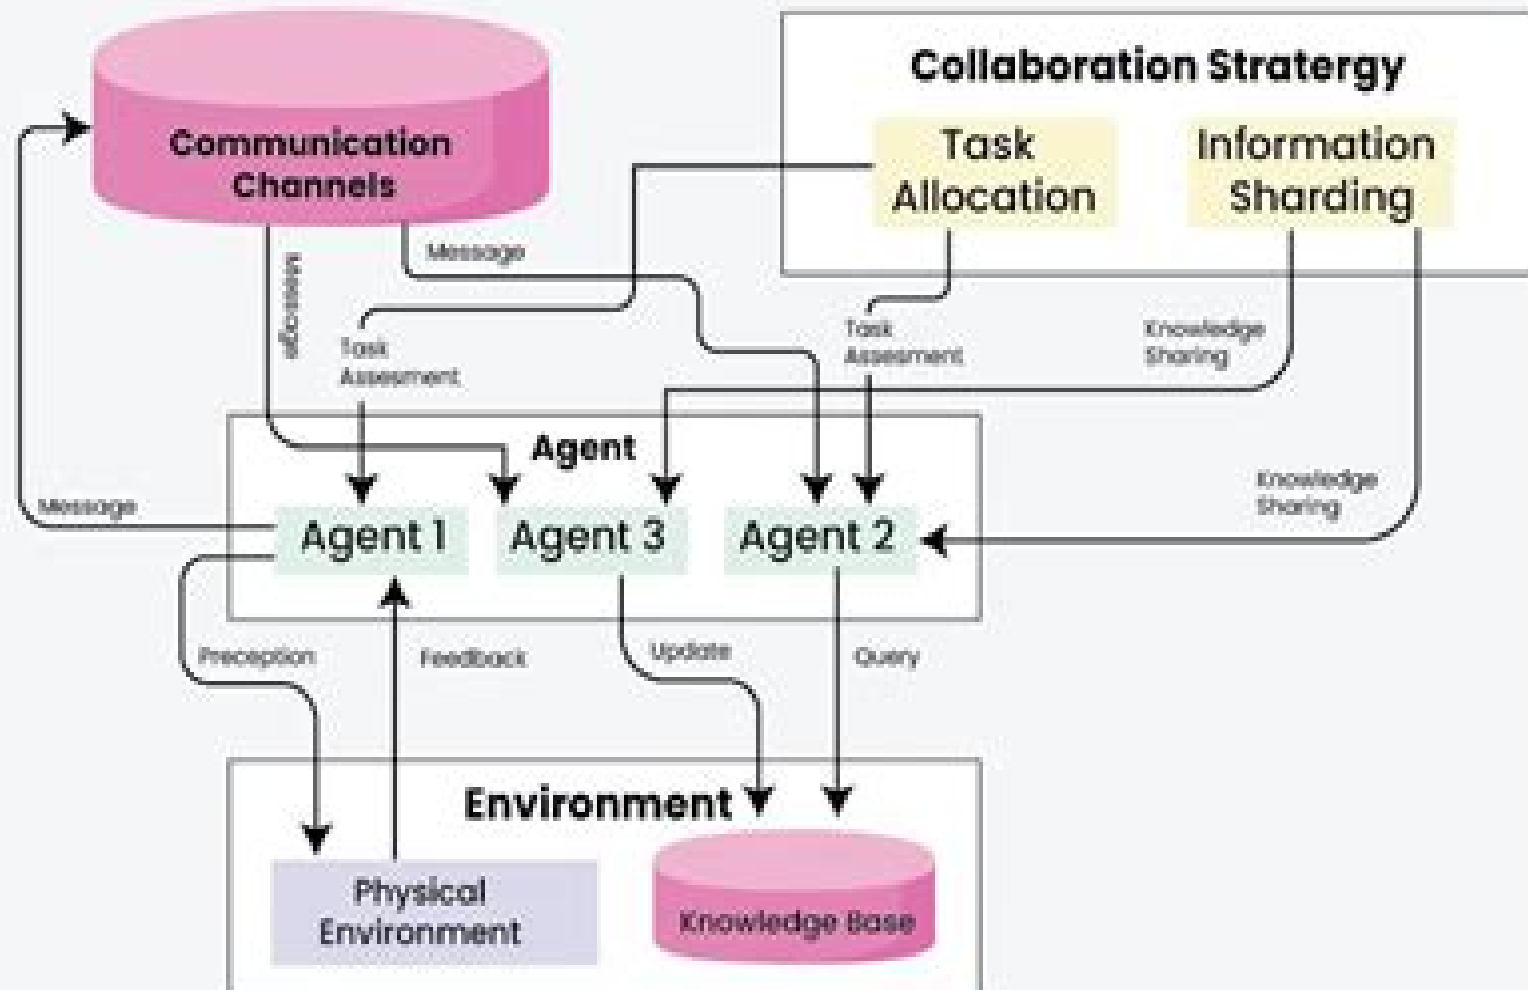 Collaboration Stratergy
Communication
Channels
Task
Allocation
Information
Sharding
Message
Message
Task
Assesment
Task
Assesment
Knowledge
Sharing
Agent
Knowledge
Sharing
Message
Agent 1
Agent 3
Agent 2
Preception
Feedback
Update
Query
Environment
Physical
Environment
Knowledge Base